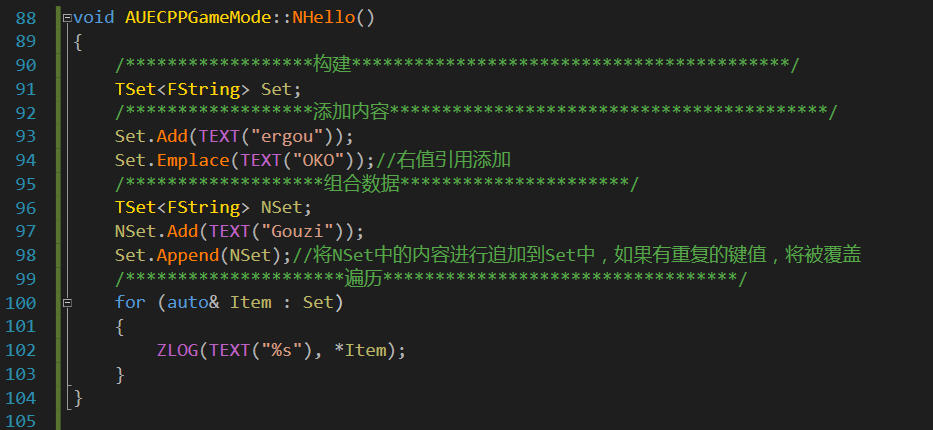 88 void AUECPPGameMode::NHello()
89 {
90 /******************构建******************************************/
91 TSet<FString> Set;
92 /******************添加内容******************************************/
93 Set.Add(TEXT("ergou"));
94 Set.Emplace(TEXT("OKO"));//右值引用添加
95 /*******************组合数据**********************/
96 TSet<FString> NSet;
97 NSet.Add(TEXT("Gouzi"));
98 Set.Append(NSet);//将NSet中的内容进行追加到Set中，如果有重复的键值，将被覆盖
99 /*********************遍历**********************************/
100 for (auto& Item : Set)
101 {
102 ZLOG(TEXT("%s"), *Item);
103 }
104 }
105